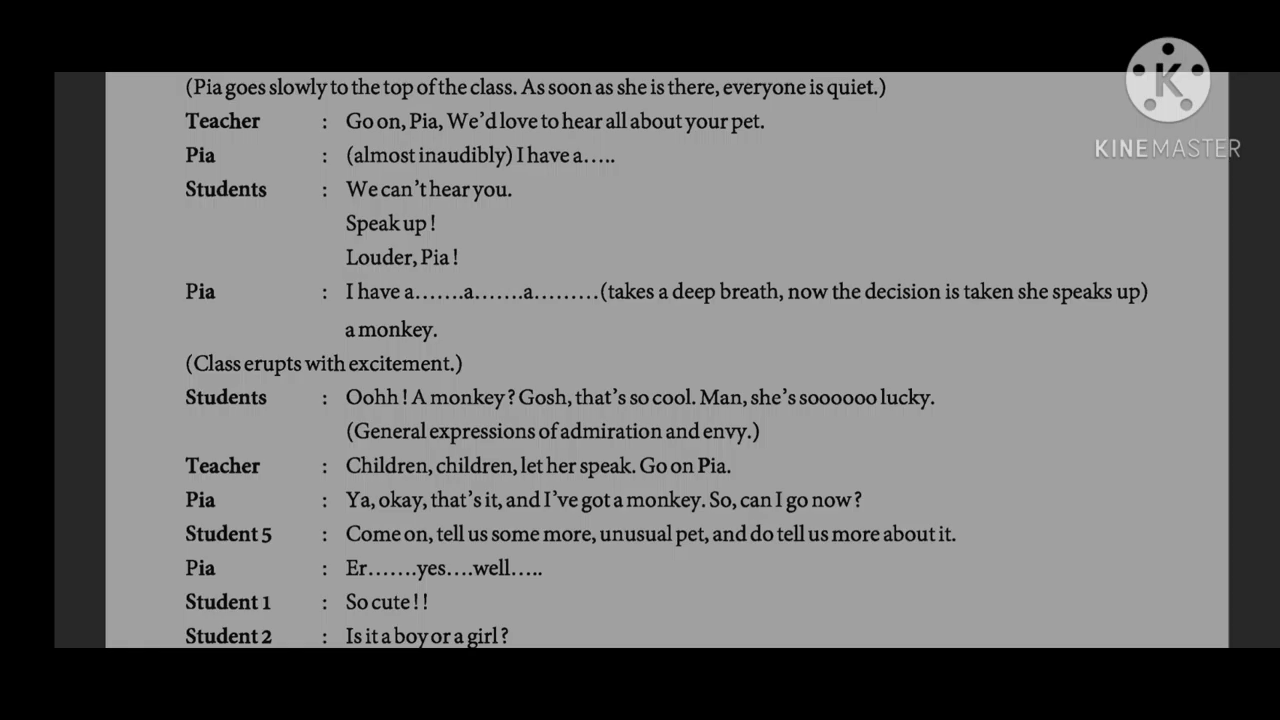 (Pia goes slowly to the top of the class. As soon as she is there, everyone is quiet.)
Teacher : Go on, Pia, We'd love to hear all about your pet.
Pia : (almost inaudibly) I have a.....
Students : We can't hear you.
Speak up !
Louder, Pia !
Pia : I have a.......a.......a.........(takes a deep breath, now the decision is taken she speaks up)
a monkey.
(Class erupts with excitement.)
Students : Oohh ! A monkey ? Gosh, that's so cool. Man, she's soooooo lucky.
(General expressions of admiration and envy.)
Teacher : Children, children, let her speak. Go on Pia.
Pia : Ya, okay, that's it, and I've got a monkey. So, can I go now ?
Student 5 : Come on, tell us some more, unusual pet, and do tell us more about it.
Pia : Er.......yes....well.....
Student 1 : So cute ! !
Student 2 : Is it a boy or a girl ?
K
KINEMASTER